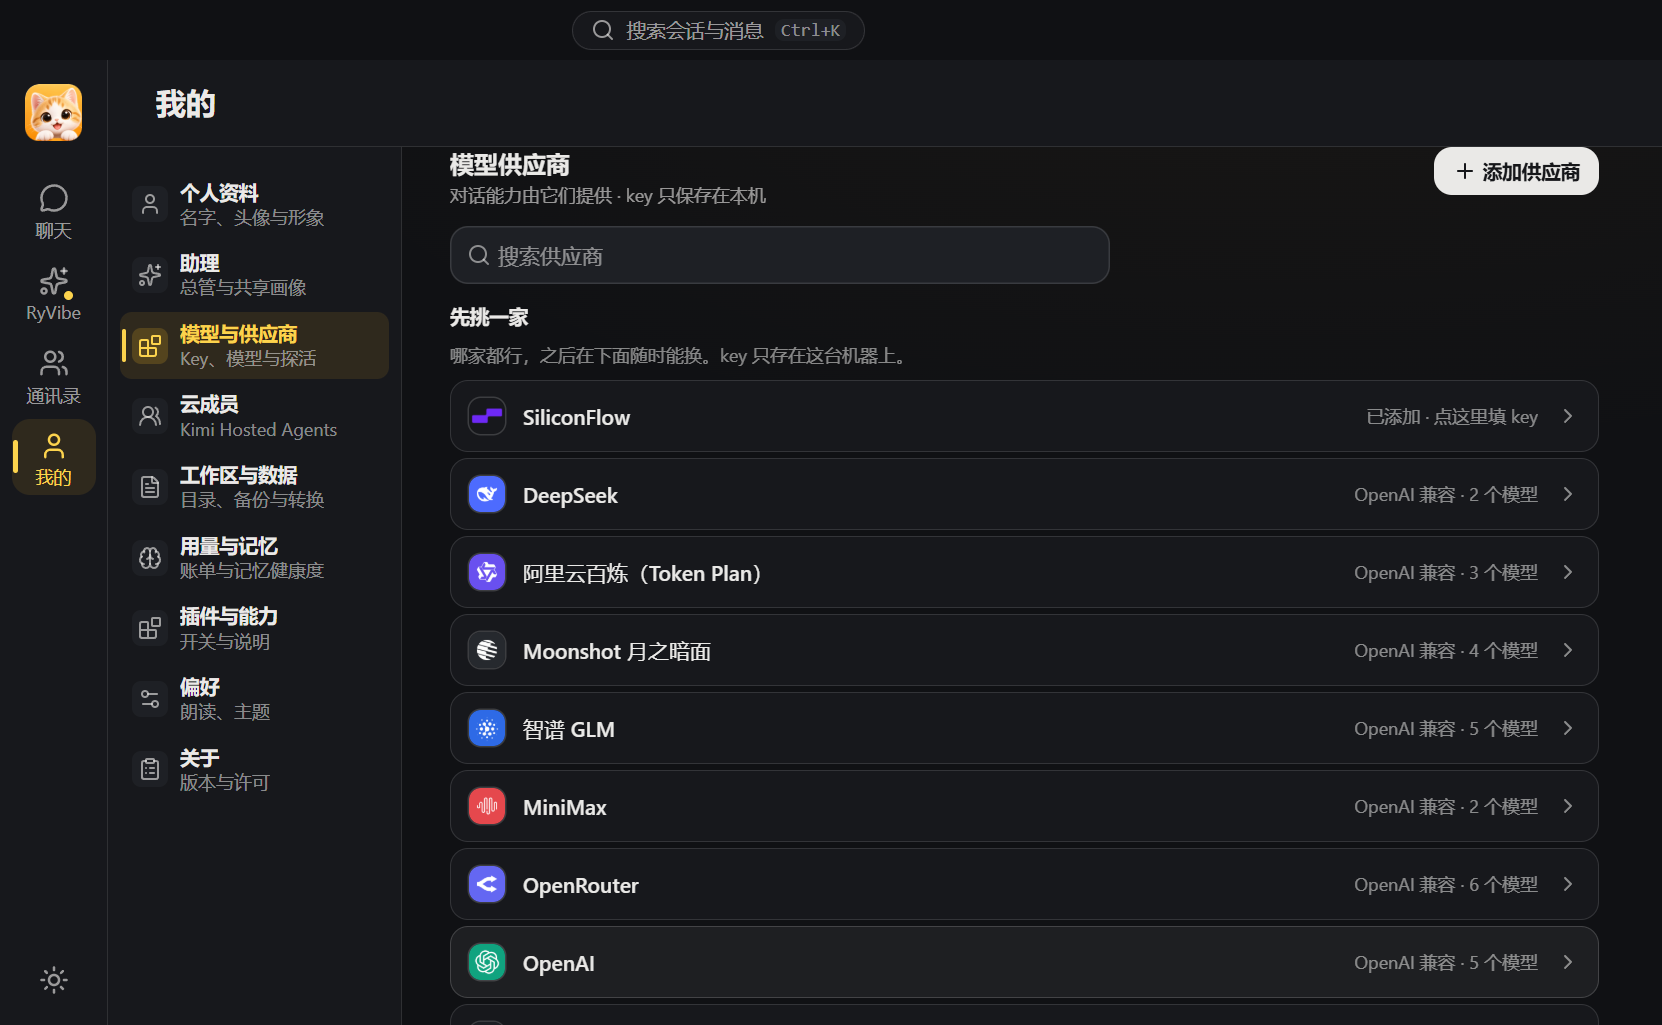 搜索会话与消息 Ctrl+K
我的
聊天
RyVibe
通讯录
我的
个人资料
名字、头像与形象
助理
总管与共享画像
模型与供应商
Key、模型与探活
云成员
Kimi Hosted Agents
工作区与数据
目录、备份与转换
用量与记忆
账单与记忆健康度
插件与能力
开关与说明
偏好
朗读、主题
关于
版本与许可
模型供应商
对话能力由它们提供 · key 只保存在本机
添加供应商
搜索供应商
先挑一家
哪家都行，之后在下面随时能换。key 只存在这台机器上。
SiliconFlow 已添加 · 点这里填 key
DeepSeek OpenAI 兼容 · 2 个模型
阿里云百炼（Token Plan） OpenAI 兼容 · 3 个模型
Moonshot 月之暗面 OpenAI 兼容 · 4 个模型
智谱 GLM OpenAI 兼容 · 5 个模型
MiniMax OpenAI 兼容 · 2 个模型
OpenRouter OpenAI 兼容 · 6 个模型
OpenAI OpenAI 兼容 · 5 个模型